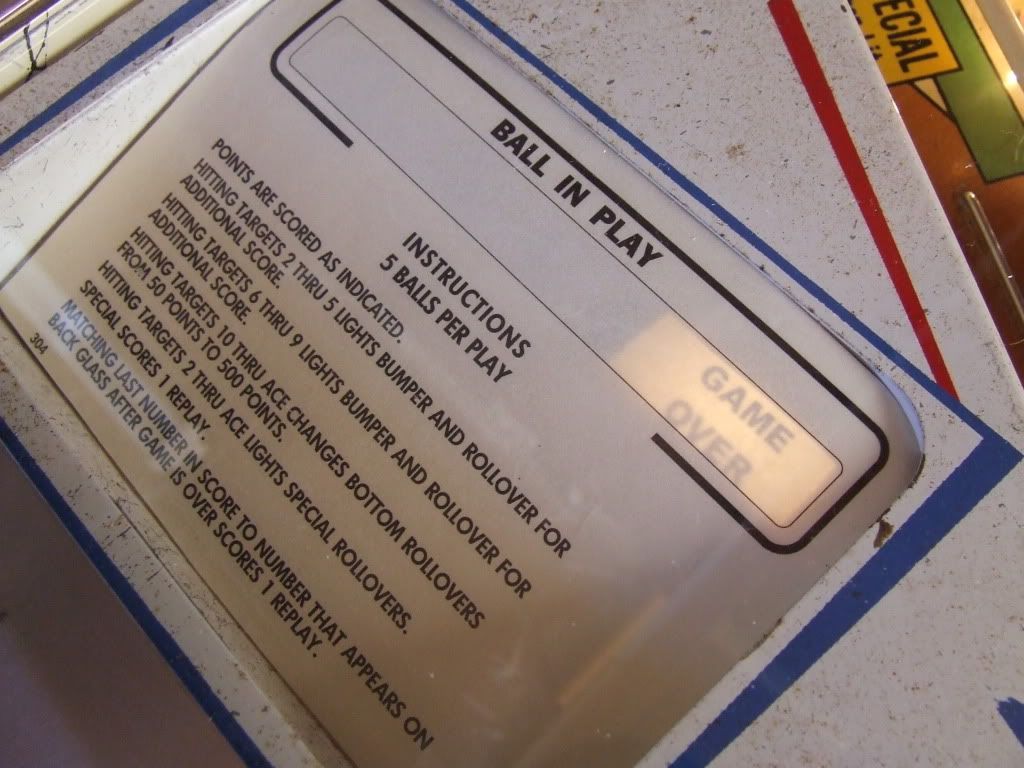 BALL IN PLAY
GAME
OVER
INSTRUCTIONS
5 BALLS PER PLAY
POINTS ARE SCORED AS INDICATED.
HITTING TARGETS 2 THRU 5 LIGHTS BUMPER AND ROLLOVER FOR
ADDITIONAL SCORE.
HITTING TARGETS 6 THRU 9 LIGHTS BUMPER AND ROLLOVER FOR
ADDITIONAL SCORE.
HITTING TARGETS 10 THRU ACE CHANGES BOTTOM ROLLOVERS
FROM 50 POINTS TO 500 POINTS.
HITTING TARGETS 2 THRU ACE LIGHTS SPECIAL ROLLOVERS.
SPECIAL SCORES 1 REPLAY.
MATCHING LAST NUMBER IN SCORE TO NUMBER THAT APPEARS ON
BACK GLASS AFTER GAME IS OVER SCORES 1 REPLAY.
304
ECIAL